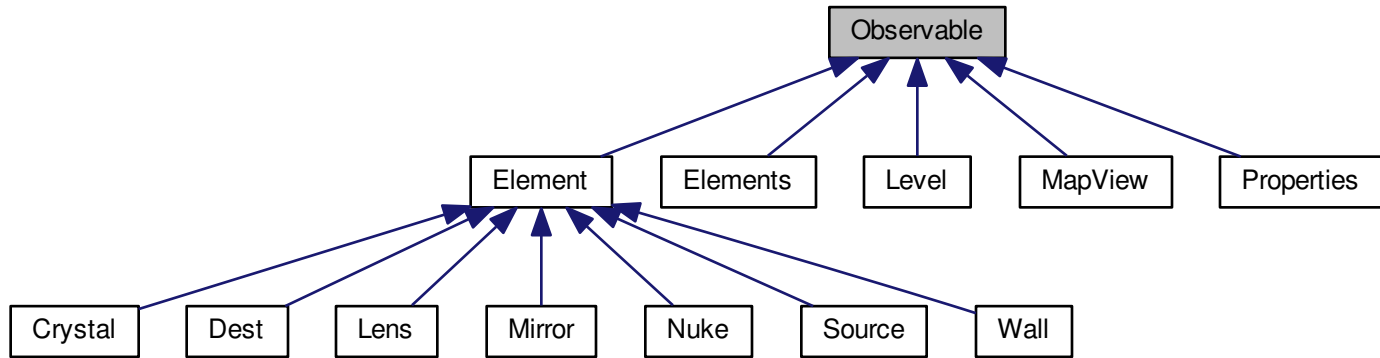 Observable
Element
Elements
Level
MapView
Properties
Crystal
Dest
Lens
Mirror
Nuke
Source
Wall